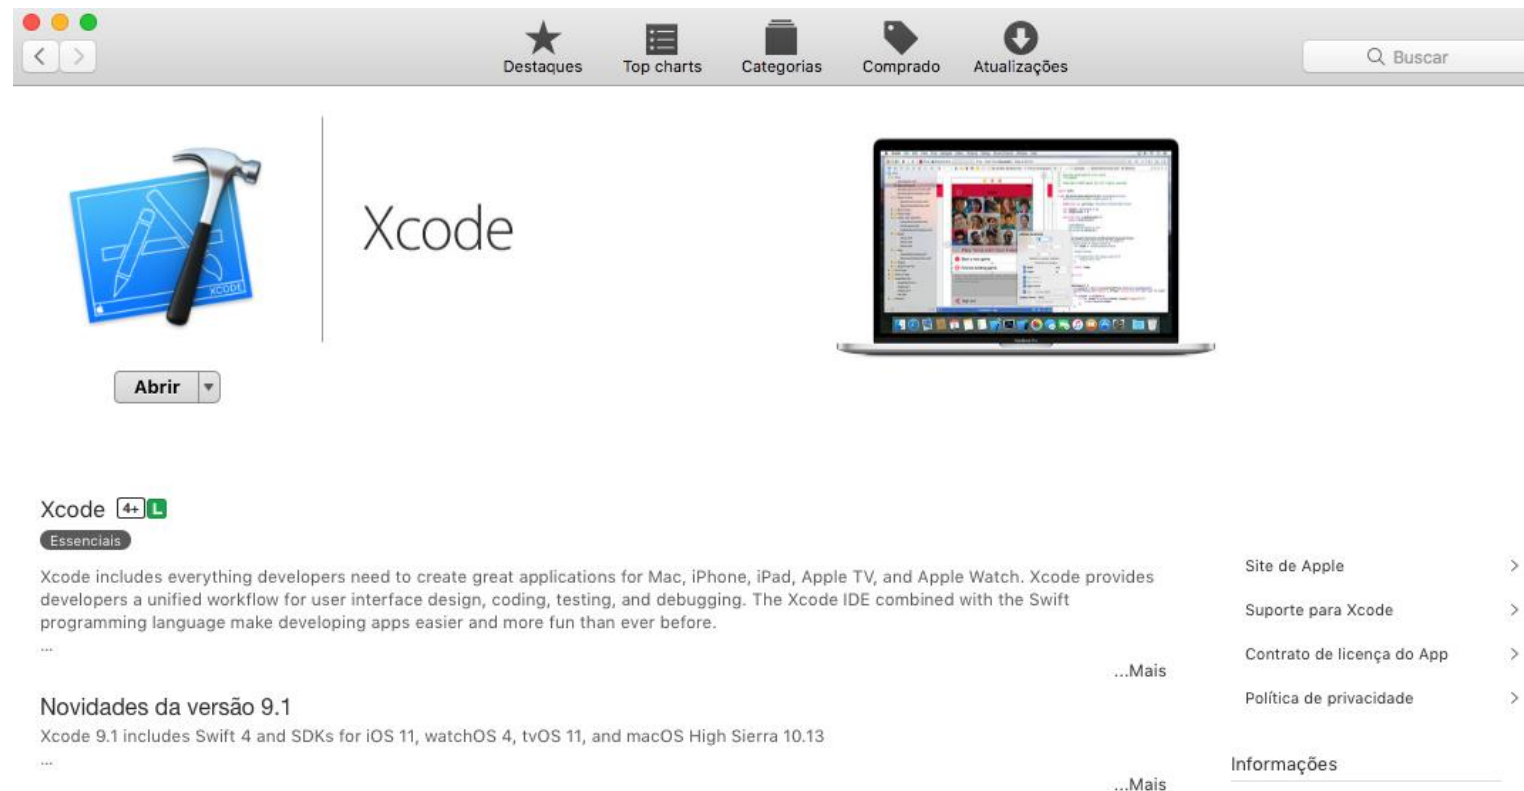 Destaques
Top charts
Categorias
Comprado
Atualizações
Buscar
XCODE
Xcode
Abrir
Xcode 4+ L
Essenciais
Xcode includes everything developers need to create great applications for Mac, iPhone, iPad, Apple TV, and Apple Watch. Xcode provides
developers a unified workflow for user interface design, coding, testing, and debugging. The Xcode IDE combined with the Swift
programming language make developing apps easier and more fun than ever before.
...
...Mais
Novidades da versão 9.1
Xcode 9.1 includes Swift 4 and SDKs for iOS 11, watchOS 4, tvOS 11, and macOS High Sierra 10.13
...
...Mais
Site de Apple
Suporte para Xcode
Contrato de licença do App
Política de privacidade
Informações